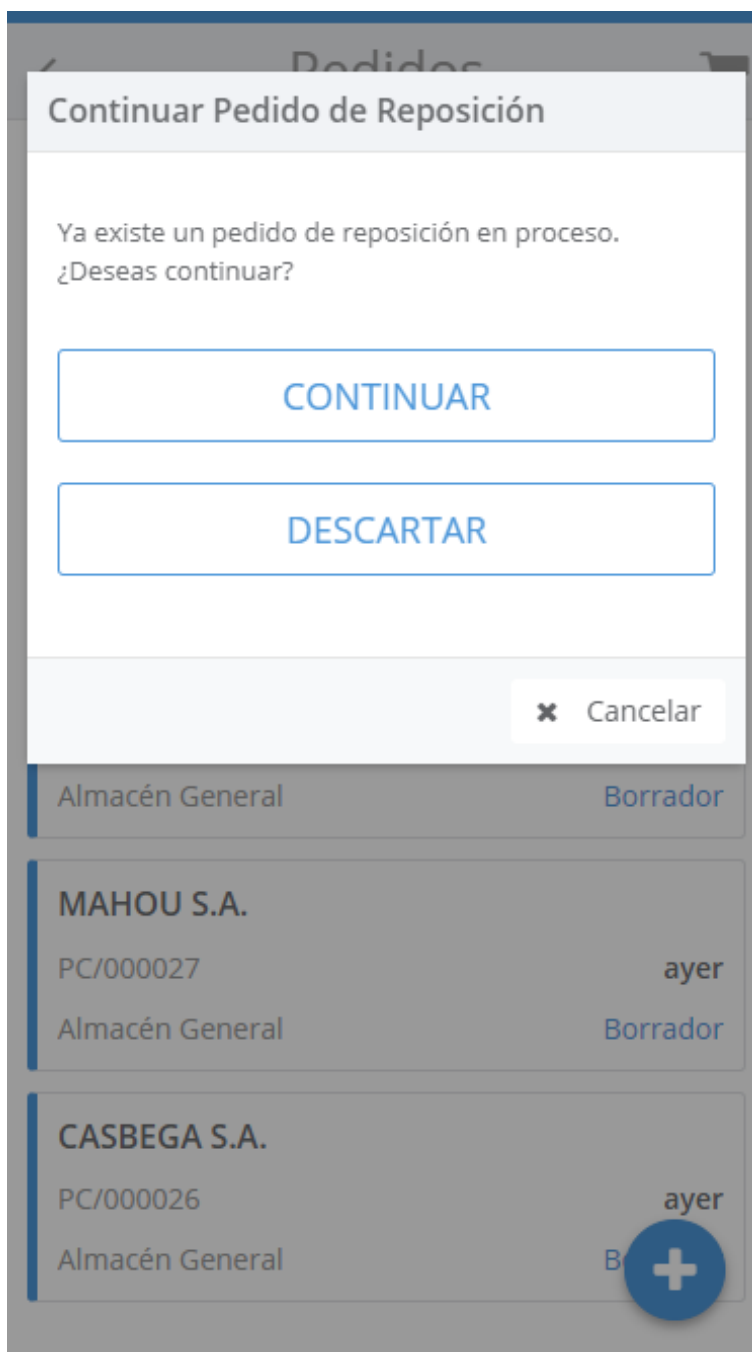 Pedidos
Continuar Pedido de Reposición
Ya existe un pedido de reposición en proceso.
¿Deseas continuar?
CONTINUAR
DESCARTAR
Cancelar
Almacén General Borrador
MAHOU S.A.
PC/000027 ayer
Almacén General Borrador
CASBEGA S.A.
PC/000026 ayer
Almacén General